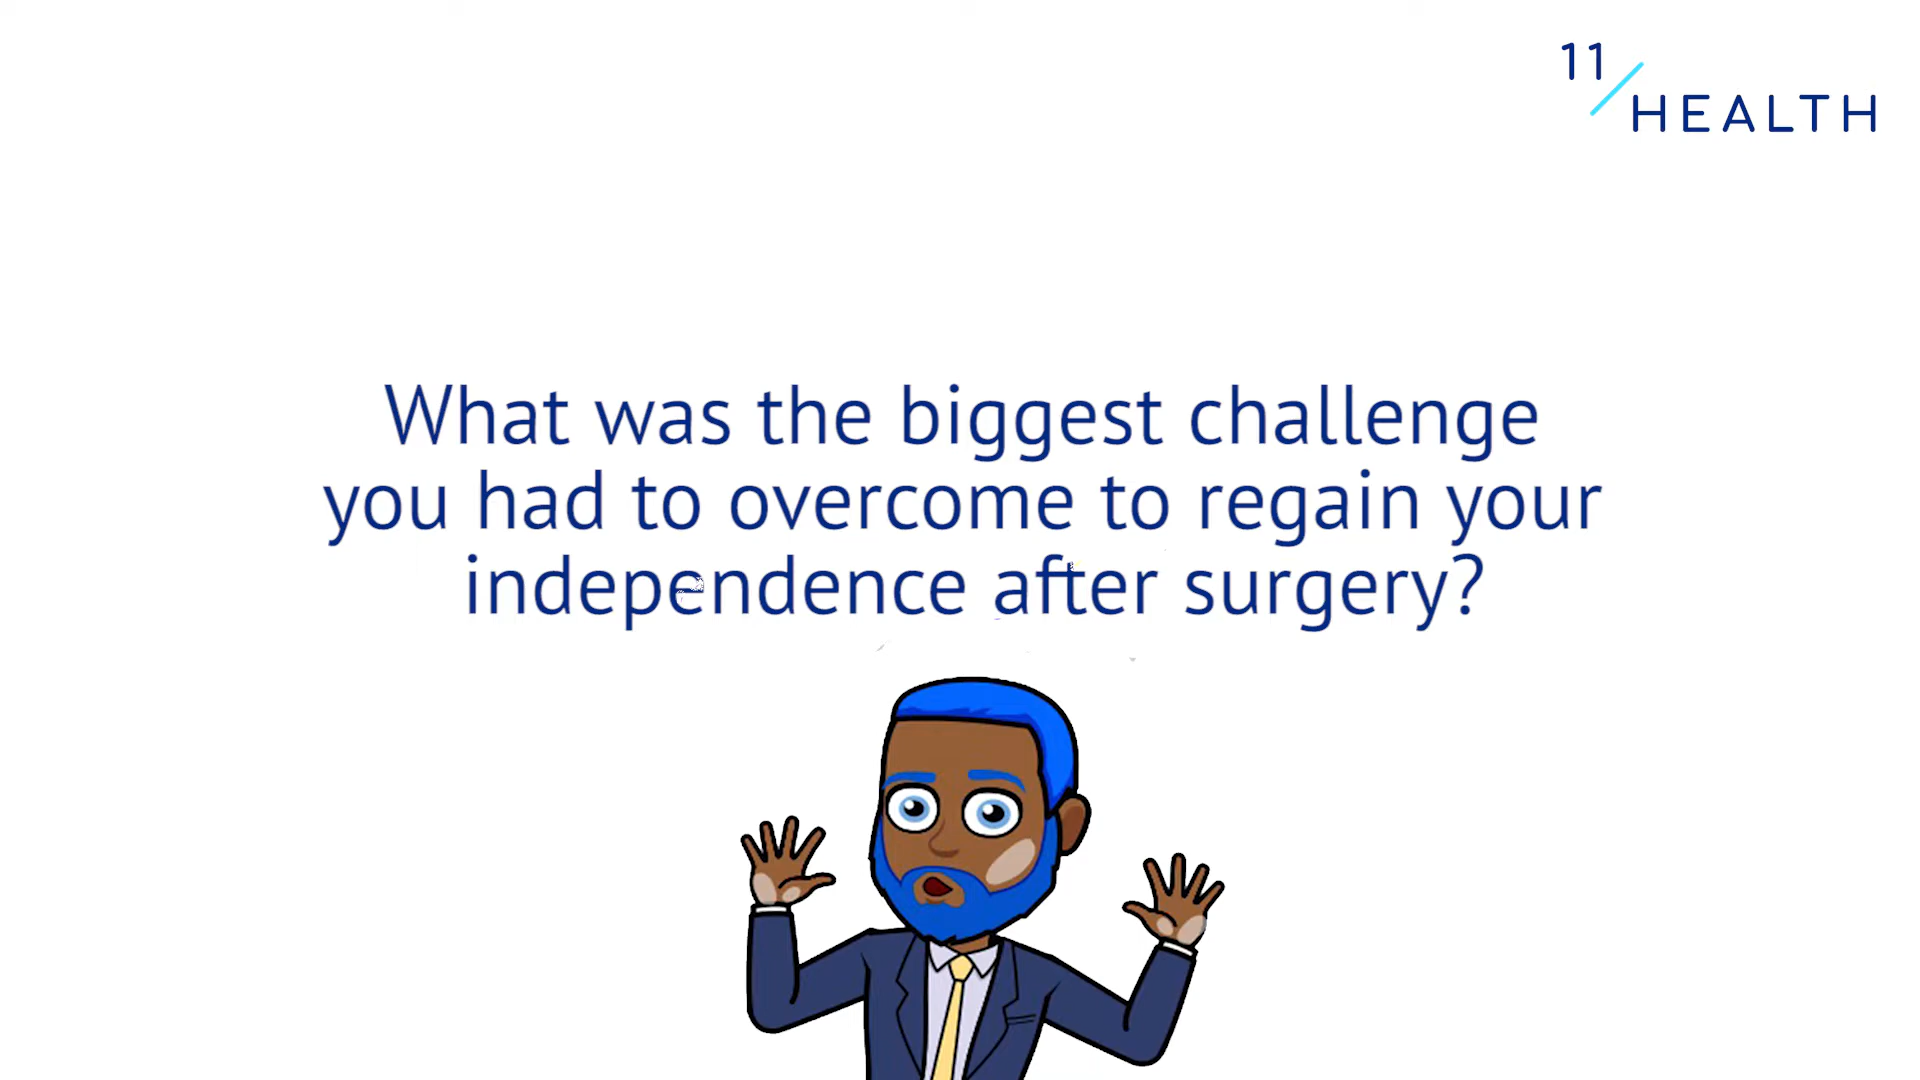 11
HEALTH
What was the biggest challenge
you had to overcome to regain your
independence after surgery?